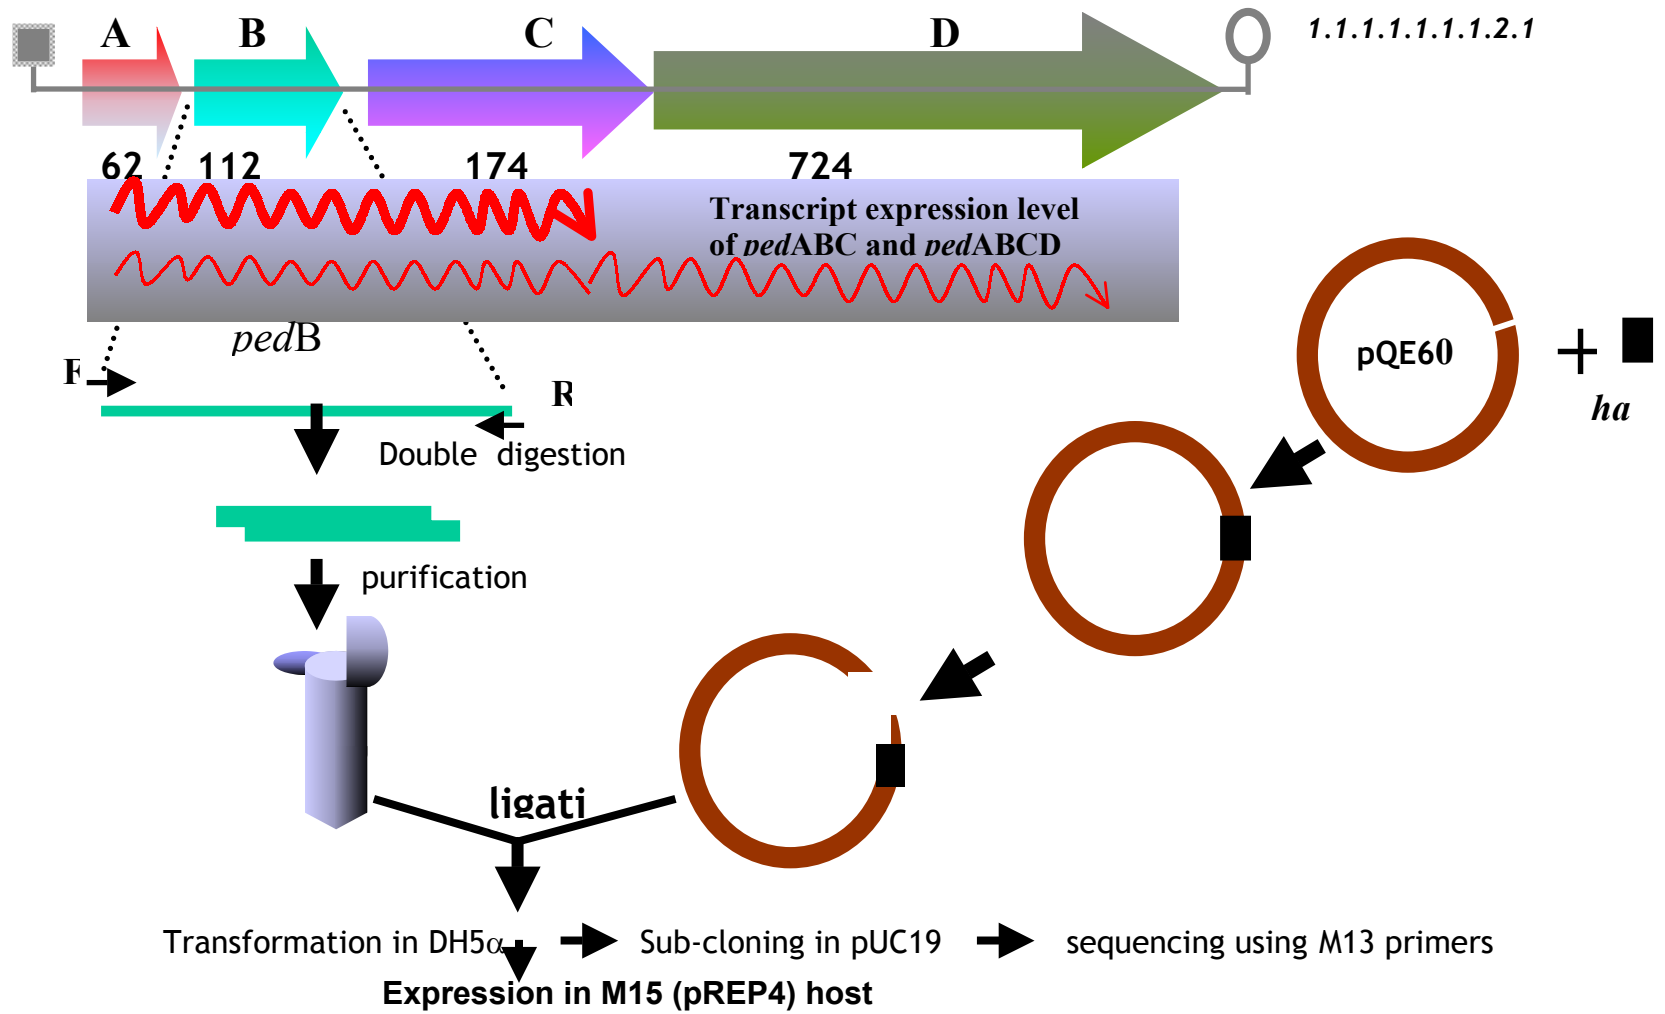 A B C D 1.1.1.1.1.1.1.2.1
62 112 174 724
Transcript expression level
of pedABC and pedABCD
pedB
F
R
pQE60
ha
Double digestion
purification
ligati
Transformation in DH5α Sub-cloning in pUC19 sequencing using M13 primers
Expression in M15 (pREP4) host